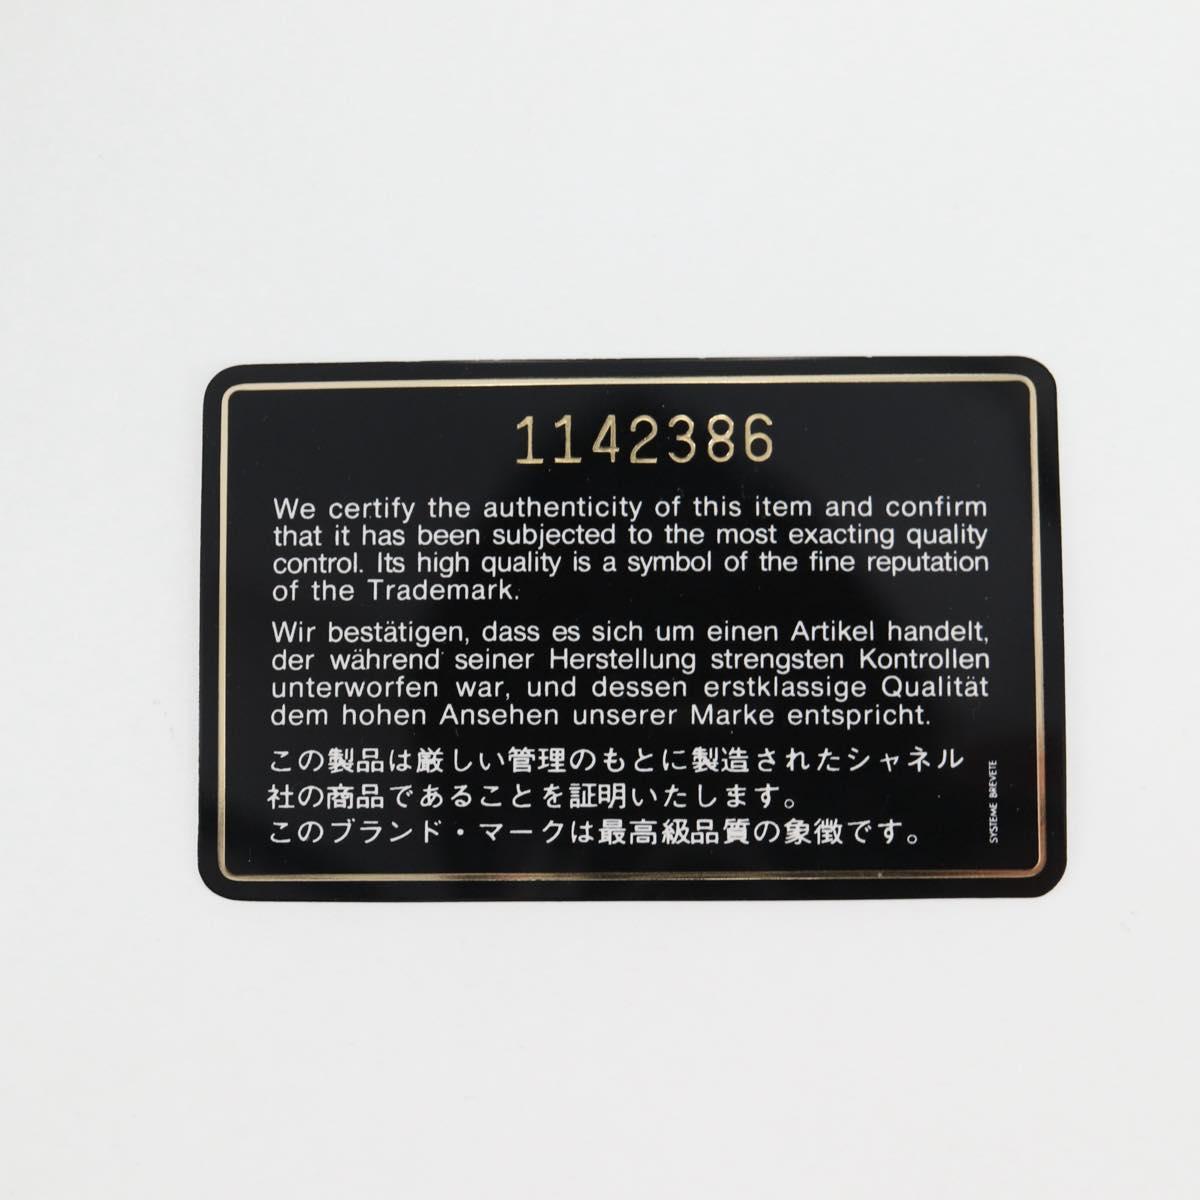 1142386
We certify the authenticity of this item and confirm
that it has been subjected to the most exacting quality
control. Its high quality is a symbol of the fine reputation
of the Trademark.
Wir bestätigen, dass es sich um einen Artikel handelt,
der während seiner Herstellung strengsten Kontrollen
unterworfen war, und dessen erstklassige Qualität
dem hohen Ansehen unserer Marke entspricht.
この製品は厳しい管理のもとに製造されたシャネル
社の商品であることを証明いたします。
このブランド・マークは最高級品質の象徴です。
SYSTEME BREVETE